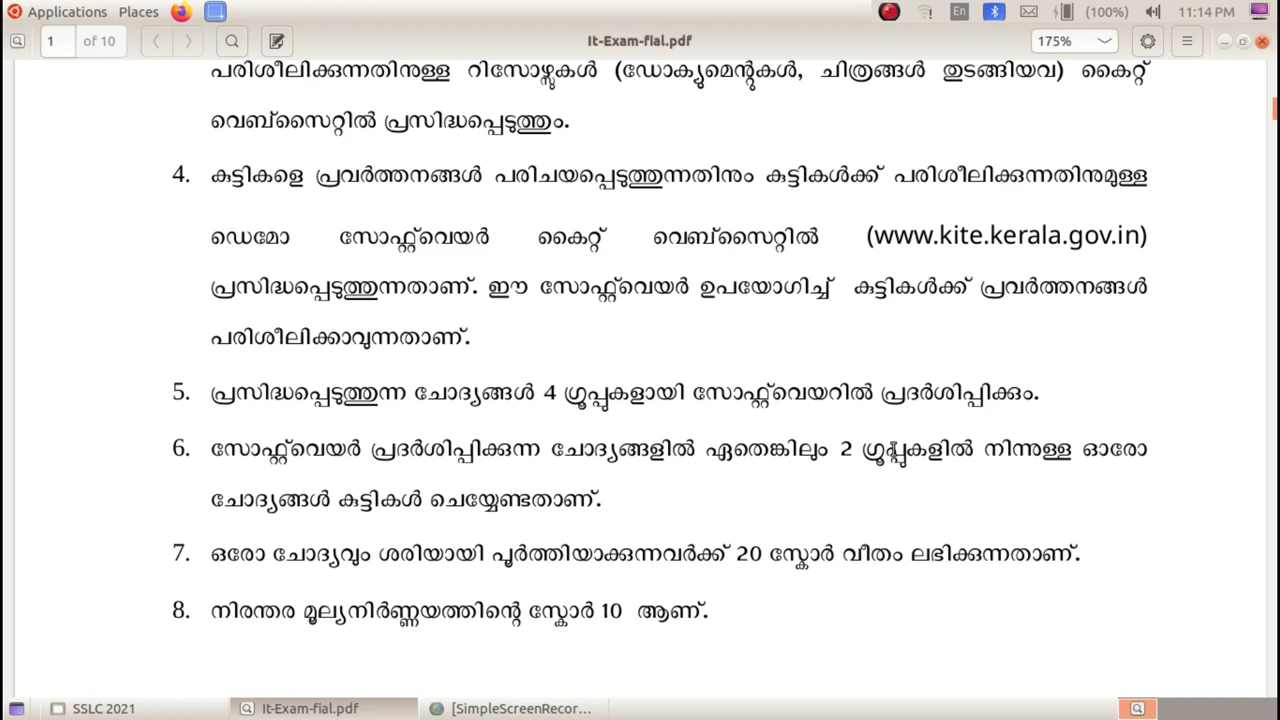 Applications Places En (100%) 11:14 PM
1 of 10 It-Exam-fial.pdf 175%
പരിശീലിക്കുന്നതിനുള്ള റിസോഴ്സുകൾ (ഡോക്യുമെന്റുകൾ, ചിത്രങ്ങൾ തുടങ്ങിയവ) കൈറ്റ്
വെബ്സൈറ്റിൽ പ്രസിദ്ധപ്പെടുത്തും.
4. കുട്ടികളെ പ്രവർത്തനങ്ങൾ പരിചയപ്പെടുത്തുന്നതിനും കുട്ടികൾക്ക് പരിശീലിക്കുന്നതിനുമുള്ള
ഡെമോ സോഫ്റ്റ്‌വെയർ കൈറ്റ് വെബ്സൈറ്റിൽ (www.kite.kerala.gov.in)
പ്രസിദ്ധപ്പെടുത്തുന്നതാണ്. ഈ സോഫ്റ്റ്‌വെയർ ഉപയോഗിച്ച് കുട്ടികൾക്ക് പ്രവർത്തനങ്ങൾ
പരിശീലിക്കാവുന്നതാണ്.
5. പ്രസിദ്ധപ്പെടുത്തുന്ന ചോദ്യങ്ങൾ 4 ഗ്രൂപ്പുകളായി സോഫ്റ്റ്‌വെയറിൽ പ്രദർശിപ്പിക്കും.
6. സോഫ്റ്റ്‌വെയർ പ്രദർശിപ്പിക്കുന്ന ചോദ്യങ്ങളിൽ ഏതെങ്കിലും 2 ഗ്രൂപ്പുകളിൽ നിന്നുള്ള ഓരോ
ചോദ്യങ്ങൾ കുട്ടികൾ ചെയ്യേണ്ടതാണ്.
7. ഒരോ ചോദ്യവും ശരിയായി പൂർത്തിയാക്കുന്നവർക്ക് 20 സ്കോർ വീതം ലഭിക്കുന്നതാണ്.
8. നിരന്തര മൂല്യനിർണ്ണയത്തിന്റെ സ്കോർ 10 ആണ്.
SSLC 2021 It-Exam-fial.pdf [SimpleScreenRecor...